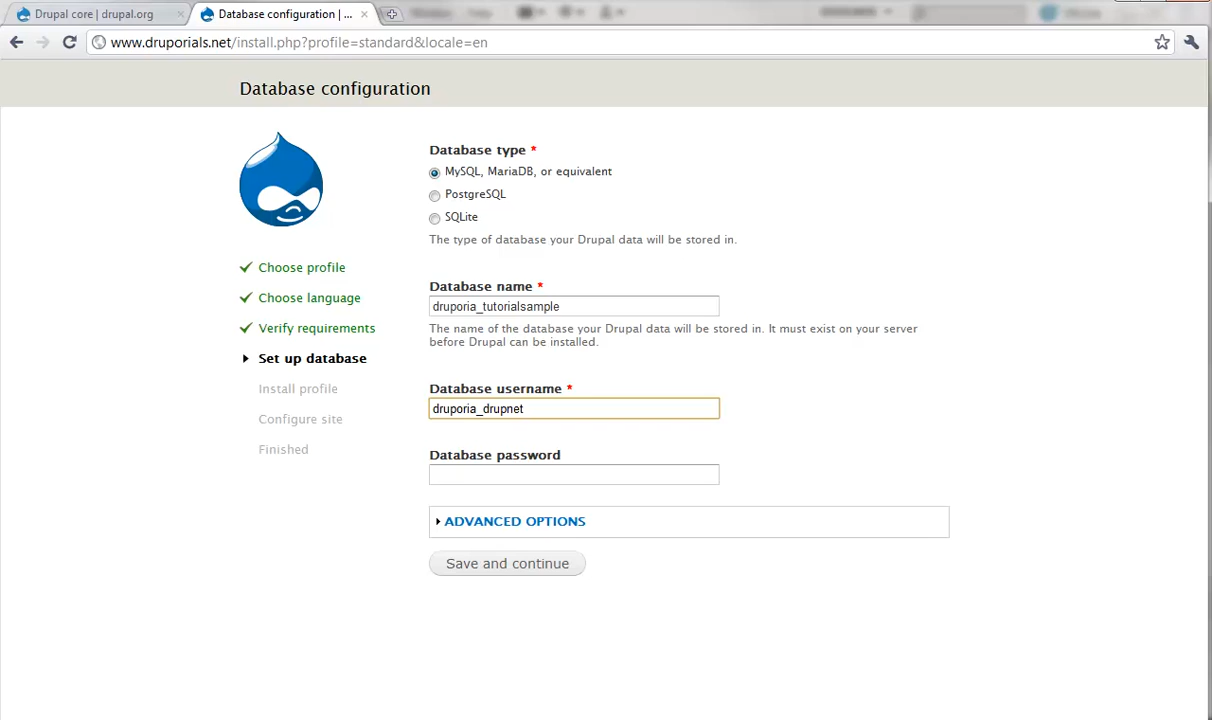 Drupal core | drupal.org
Database configuration | ...
www.druporials.net/install.php?profile=standard&locale=en
Database configuration
Choose profile
Choose language
Verify requirements
Set up database
Install profile
Configure site
Finished
Database type *
MySQL, MariaDB, or equivalent
PostgreSQL
SQLite
The type of database your Drupal data will be stored in.
Database name *
druporia_tutorialsample
The name of the database your Drupal data will be stored in. It must exist on your server
before Drupal can be installed.
Database username *
druporia_drupnet
Database password
ADVANCED OPTIONS
Save and continue